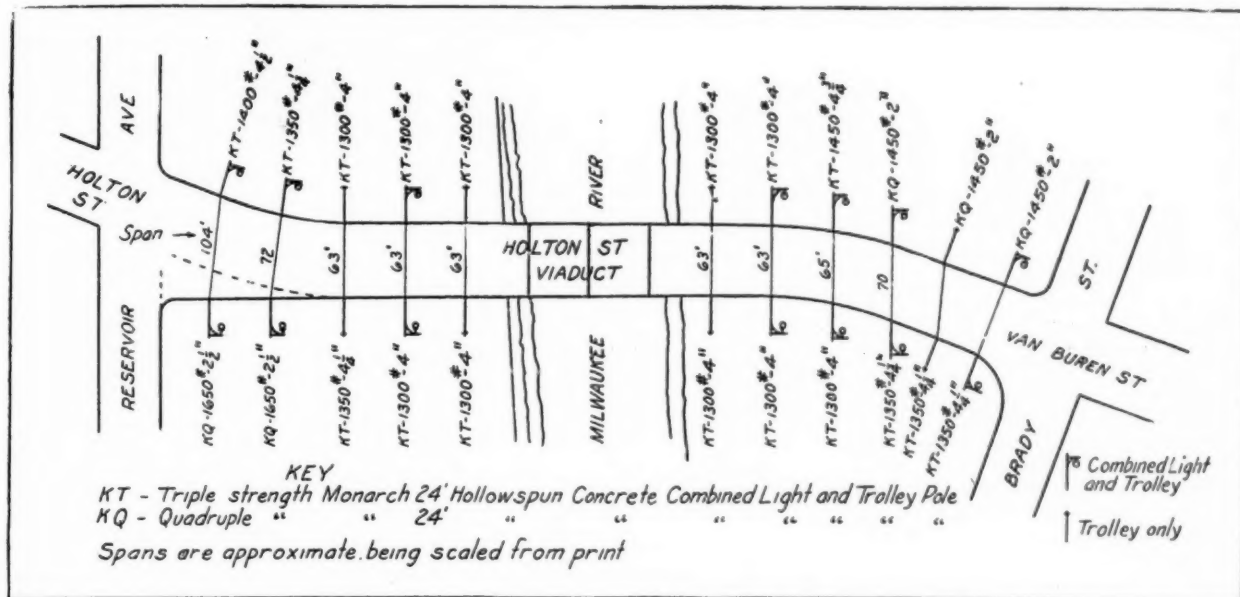 AVE
HOLTON
ST
Span
104'
72
63'
63'
63'
63'
63'
65'
70
KT-1400#-4½"
KT-1350#-4¼"
KT-1300#-4"
KT-1300#-4"
KT-1300#-4"
RIVER
KT-1300#-4"
KT-1300#-4"
KT-1450#-4¼"
KQ-1450#-2"
KQ-1450#-2"
KQ-1450#-2"
HOLTON ST
VIADUCT
ST.
VAN BUREN ST
RESERVOIR
KQ-1650#-2½"
KQ-1650#-2½"
KT-1350#-4¼"
KT-1300#-4"
KT-1300#-4"
MILWAUKEE
KT-1300#-4"
KT-1300#-4"
KT-1300#-4"
KT-1350#-4¼"
KT-1350#-4¼"
KT-1350#-4¼"
BRADY
KEY
KT - Triple strength Monarch 24' Hollowspun Concrete Combined Light and Trolley Pole
KQ - Quadruple " " 24' " " " " " " "
Spans are approximate. being scaled from print
Combined Light
and Trolley
Trolley only